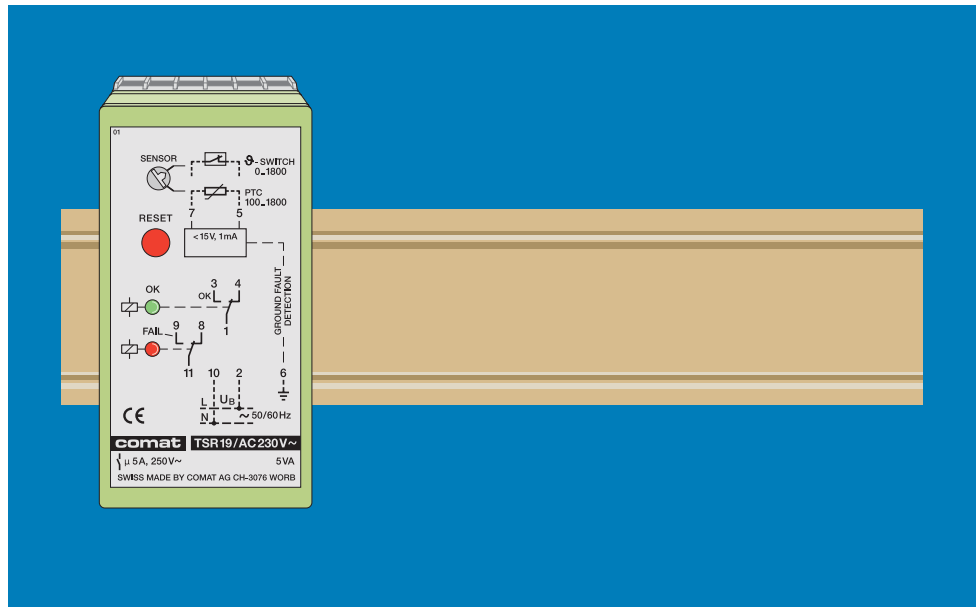 01
SENSOR
ϑ-SWITCH
0...1800
PTC
100...1800
7 5
RESET
<15V, 1mA
GROUND FAULT
DETECTION
OK
3 4
OK
1
FAIL
9 8
11 10 2 6
L UB
N ~50/60Hz
CE
comat TSR19/AC230V~
µ 5A, 250V~ 5VA
SWISS MADE BY COMAT AG CH-3076 WORB